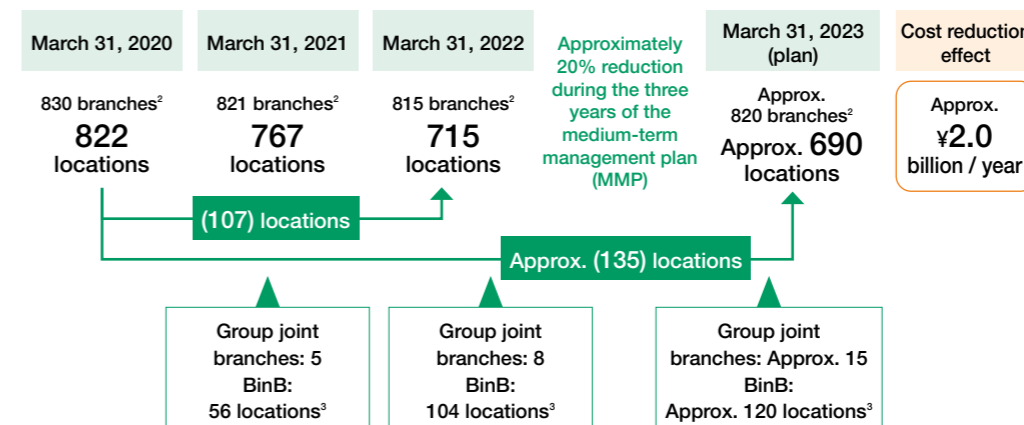 March 31, 2020
March 31, 2021
March 31, 2022
Approximately
20% reduction
during the three
years of the
medium-term
management plan
(MMP)
March 31, 2023
(plan)
Cost reduction
effect
830 branches²
822
locations
821 branches²
767
locations
815 branches²
715
locations
Approx.
820 branches²
Approx. 690
locations
Approx.
¥2.0
billion / year
(107) locations
Approx. (135) locations
Group joint
branches: 5
BinB:
56 locations³
Group joint
branches: 8
BinB:
104 locations³
Group joint
branches: Approx. 15
BinB:
Approx. 120 locations³